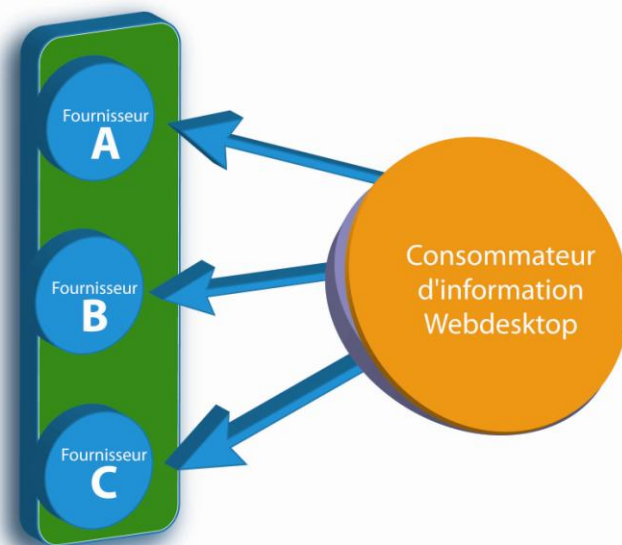 Fournisseur
A
Fournisseur
B
Fournisseur
C
Consommateur
d'information
Webdesktop